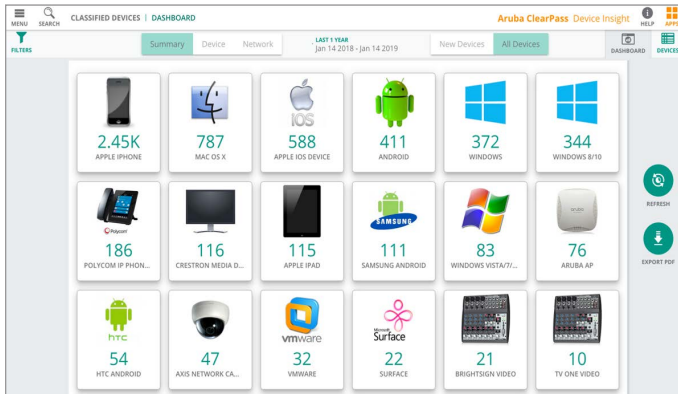 MENU
SEARCH
CLASSIFIED DEVICES | DASHBOARD
Aruba ClearPass Device Insight
HELP
APPS
FILTERS
Summary Device Network
LAST 1 YEAR
Jan 14 2018 - Jan 14 2019
New Devices All Devices
DASHBOARD
DEVICES
2.45K
APPLE IPHONE
787
MAC OS X
iOS
588
APPLE IOS DEVICE
411
ANDROID
372
WINDOWS
344
WINDOWS 8/10
REFRESH
Polycom
186
POLYCOM IP PHON...
116
CRESTRON MEDIA D...
115
APPLE IPAD
SAMSUNG
111
SAMSUNG ANDROID
83
WINDOWS VISTA/7/...
76
ARUBA AP
EXPORT PDF
hTC
54
HTC ANDROID
47
AXIS NETWORK CA...
vmware
32
VMWARE
Microsoft
Surface
22
SURFACE
21
BRIGHTSIGN VIDEO
10
TV ONE VIDEO